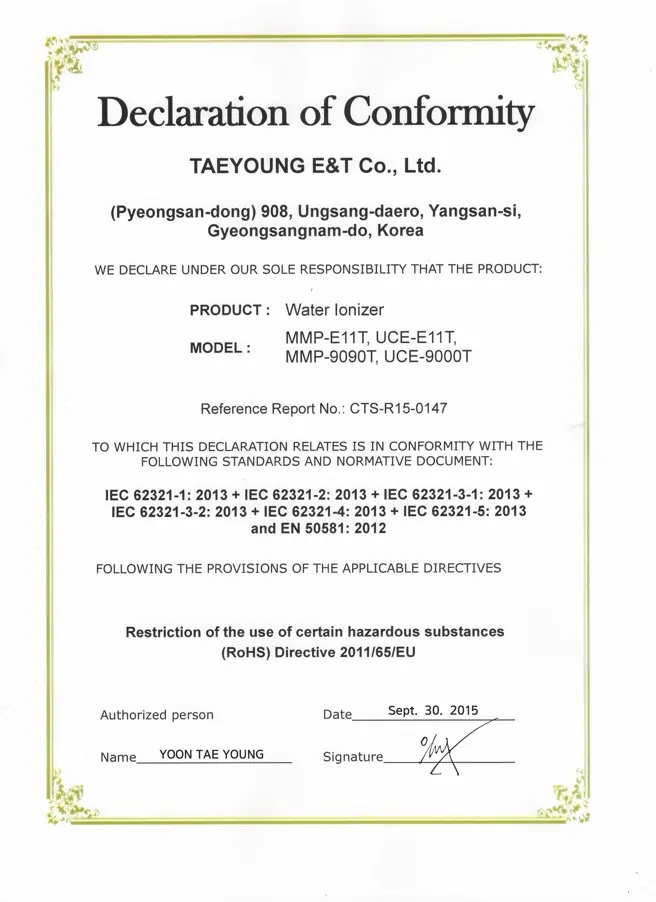 Declaration of Conformity
TAEYOUNG E&T Co., Ltd.
(Pyeongsan-dong) 908, Ungsang-daero, Yangsan-si,
Gyeongsangnam-do, Korea
WE DECLARE UNDER OUR SOLE RESPONSIBILITY THAT THE PRODUCT:
PRODUCT : Water Ionizer
MODEL : MMP-E11T, UCE-E11T,
MMP-9090T, UCE-9000T
Reference Report No.: CTS-R15-0147
TO WHICH THIS DECLARATION RELATES IS IN CONFORMITY WITH THE
FOLLOWING STANDARDS AND NORMATIVE DOCUMENT:
IEC 62321-1: 2013 + IEC 62321-2: 2013 + IEC 62321-3-1: 2013 +
IEC 62321-3-2: 2013 + IEC 62321-4: 2013 + IEC 62321-5: 2013
and EN 50581: 2012
FOLLOWING THE PROVISIONS OF THE APPLICABLE DIRECTIVES
Restriction of the use of certain hazardous substances
(RoHS) Directive 2011/65/EU
Authorized person Date Sept. 30. 2015
Name YOON TAE YOUNG Signature